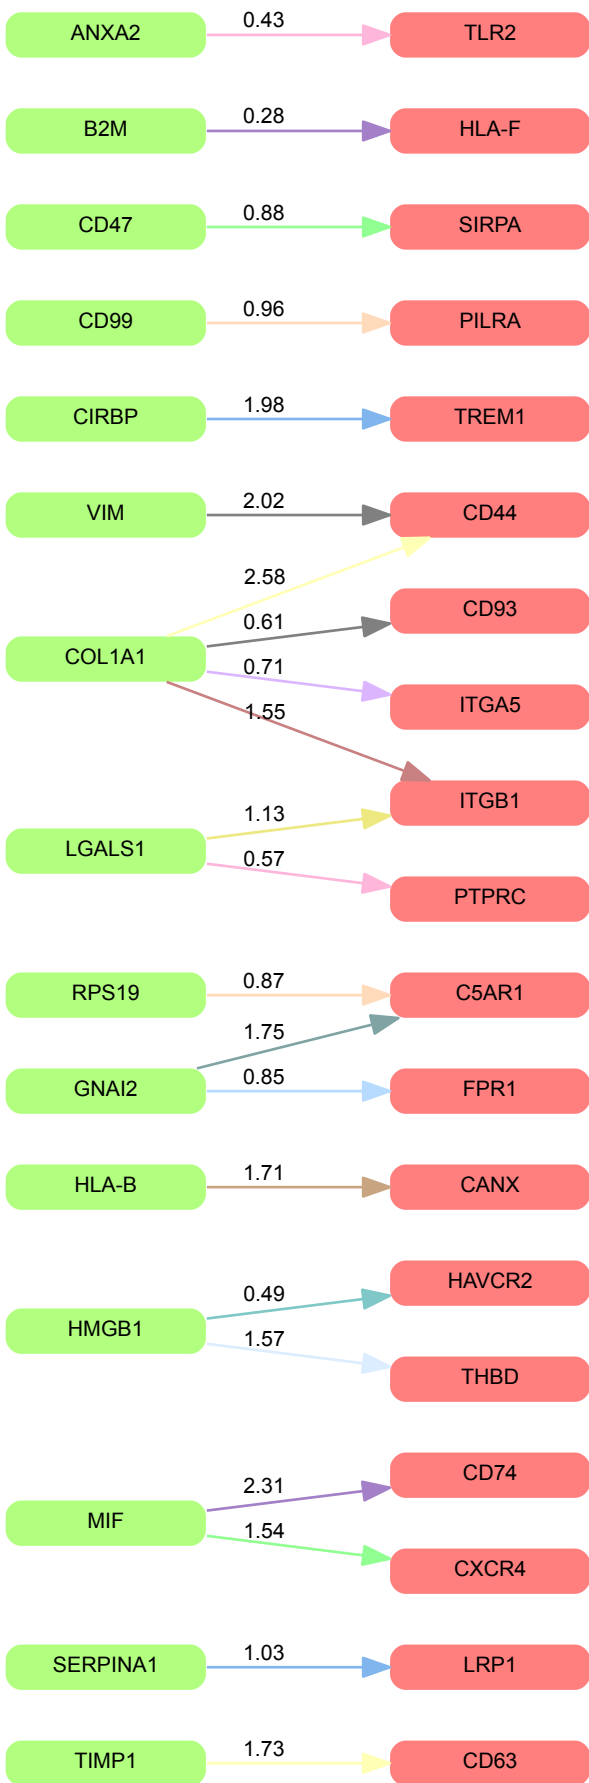 ANXA2 0.43 TLR2
B2M 0.28 HLA-F
CD47 0.88 SIRPA
CD99 0.96 PILRA
CIRBP 1.98 TREM1
VIM 2.02 CD44
2.58
CD93
0.61
COL1A1
0.71
ITGA5
1.55
ITGB1
1.13
LGALS1
0.57
PTPRC
RPS19 0.87 C5AR1
1.75
GNAI2 0.85 FPR1
HLA-B 1.71 CANX
HAVCR2
0.49
HMGB1
1.57
THBD
CD74
2.31
MIF
1.54
CXCR4
SERPINA1 1.03 LRP1
TIMP1 1.73 CD63